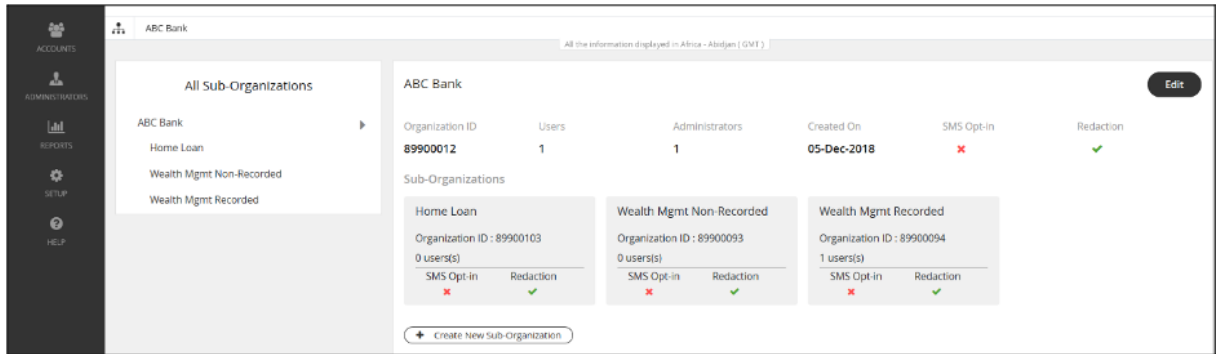 ACCOUNTS
ADMINISTRATORS
REPORTS
SETUP
HELP
ABC Bank
All the information displayed in Africa - Abidjan ( GMT )
All Sub-Organizations
ABC Bank
Home Loan
Wealth Mgmt Non-Recorded
Wealth Mgmt Recorded
ABC Bank
Edit
Organization ID Users Administrators Created On SMS Opt-in Redaction
89900012 1 1 05-Dec-2018
Sub-Organizations
Home Loan
Organization ID : 89900103
0 users(s)
SMS Opt-in Redaction
Wealth Mgmt Non-Recorded
Organization ID : 89900093
0 users(s)
SMS Opt-in Redaction
Wealth Mgmt Recorded
Organization ID : 89900094
1 users(s)
SMS Opt-in Redaction
+ Create New Sub-Organization